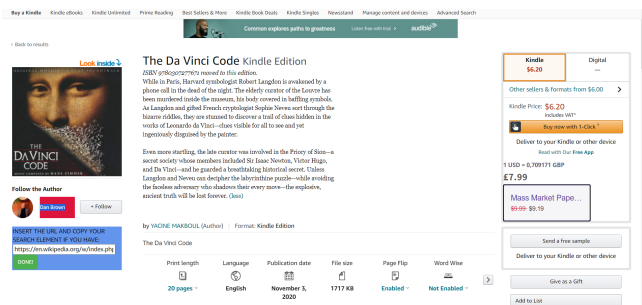 Buy a Kindle Kindle eBooks Kindle Unlimited Prime Reading Best Sellers & More Kindle Book Deals Kindle Singles Newsstand Manage content and devices Advanced Search
Common explores paths to greatness Listen free with trial > audible
‹ Back to results
Look inside
ORIGINAL MOTION PICTURE SOUNDTRACK
THE
DA VINCI
CODE
MUSIC COMPOSED BY HANS ZIMMER
Follow the Author
Dan Brown
+ Follow
INSERT THE URL AND COPY YOUR
SEARCH ELEMENT IF YOU HAVE:
https://en.wikipedia.org/w/index.php
DONE!
The Da Vinci Code Kindle Edition
ISBN 9780307277671 moved to this edition.
While in Paris, Harvard symbologist Robert Langdon is awakened by a
phone call in the dead of the night. The elderly curator of the Louvre has
been murdered inside the museum, his body covered in baffling symbols.
As Langdon and gifted French cryptologist Sophie Neveu sort through the
bizarre riddles, they are stunned to discover a trail of clues hidden in the
works of Leonardo da Vinci—clues visible for all to see and yet
ingeniously disguised by the painter.
Even more startling, the late curator was involved in the Priory of Sion—a
secret society whose members included Sir Isaac Newton, Victor Hugo,
and Da Vinci—and he guarded a breathtaking historical secret. Unless
Langdon and Neveu can decipher the labyrinthine puzzle—while avoiding
the faceless adversary who shadows their every move—the explosive,
ancient truth will be lost forever. (less)
by YACINE MAKBOUL (Author) | Format: Kindle Edition
The Da Vinci Code
Print length Language Publication date File size Page Flip Word Wise
20 pages English November 3, 2020 1717 KB Enabled Not Enabled
Kindle Digital
$6.20 —
Other sellers & formats from $6.00 >
Kindle Price: $6.20
includes VAT*
Buy now with 1-Click ®
Deliver to your Kindle or other device
Read with Our Free App
1 USD = 0,709171 GBP
£7.99
Mass Market Pape...
$9.99- $9.19
Send a free sample
Deliver to your Kindle or other device
Give as a Gift
Add to List